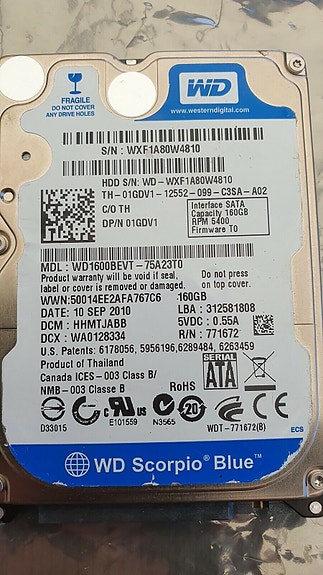 FRAGILE
DO NOT COVER
ANY DRIVE HOLES
WD
www.westerndigital.com
S/N : WXF1A80W4810
HDD S/N: WD-WXF1A80W4810
TH-01GDV1-12552-099-C3SA-A02
C/O TH
DP/N 01GDV1
Interface SATA
Capacity 160GB
RPM 5400
Firmware T0
MDL : WD1600BEVT-75A23T0
Product warranty will be void if seal,
label or cover is removed or damaged.
Do not press
on top cover.
WWN:50014EE2AFA767C6 160GB
DATE: 10 SEP 2010 LBA : 312581808
DCM : HHMTJABB 5VDC : 0.55A
DCX : WA0128334 R/N : 771672
U.S. Patents: 6178056, 5956196,6289484, 6263459
Product of Thailand
Canada ICES-003 Class B/
NMB-003 Classe B
RoHS
SERIAL
ATA
20
D33015
E101559
N3565
WDT-771672(B)
ECS
WD Scorpio® Blue™